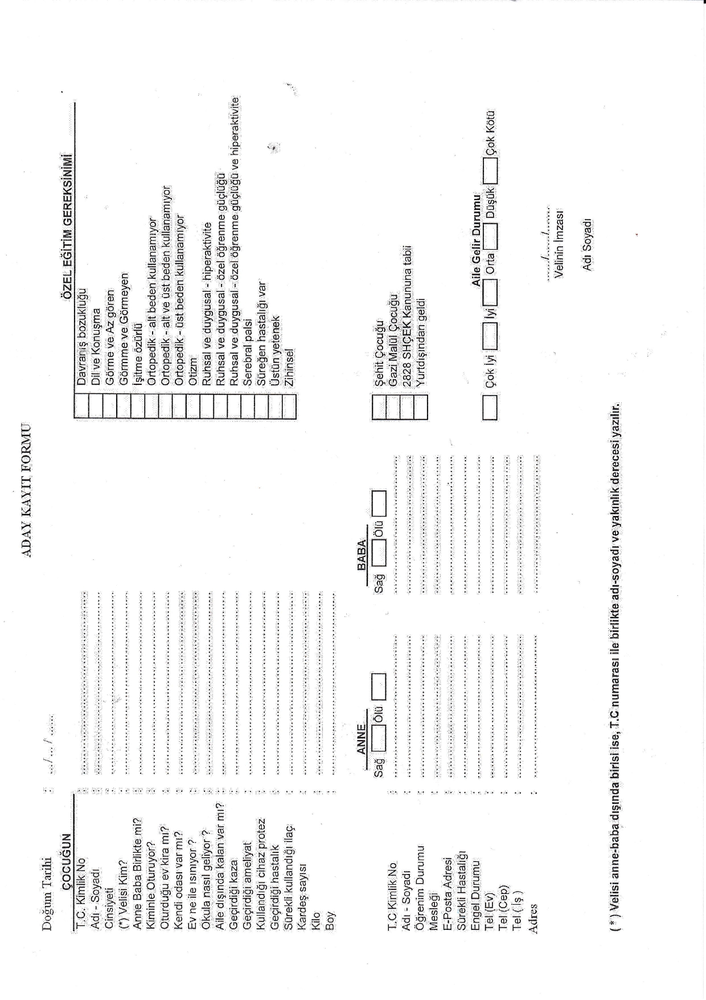 ADAY KAYIT FORMU
Doğum Tarihi : .../... / ......
ÇOCUĞUN
T.C. Kimlik No :
Adı - Soyadı :
Cinsiyeti :
(*) Velisi Kim? :
Anne Baba Birlikte mi? :
Kiminle Oturuyor? :
Oturduğu ev kira mı? :
Kendi odası var mı? :
Ev ne ile ısınıyor ? :
Okula nasıl geliyor ? :
Aile dışında kalan var mı? :
Geçirdiği kaza :
Geçirdiği ameliyat :
Kullandığı cihaz protez :
Geçirdiği hastalık :
Sürekli kullandığı ilaç :
Kardeş sayısı :
Kilo :
Boy :
ÖZEL EĞİTİM GEREKSİNİMİ
Davranış bozukluğu
Dil ve Konuşma
Görme ve Az gören
Görmme ve Görmeyen
İşitme özürlü
Ortopedik - alt beden kullanamıyor
Ortopedik - alt ve üst beden kullanamıyor
Ortopedik - üst beden kullanamıyor
Otizm
Ruhsal ve duygusal - hiperaktivite
Ruhsal ve duygusal - özel öğrenme güçlüğü
Ruhsal ve duygusal - özel öğrenme güçlüğü ve hiperaktivite
Serebral palsi
Süreğen hastalığı var
Üstün yetenek
Zihinsel
ANNE
Sağ Ölü
BABA
Sağ Ölü
T.C Kimlik No :
Adı - Soyadı :
Öğrenim Durumu :
Mesleği :
E-Posta Adresi :
Sürekli Hastalığı :
Engel Durumu :
Tel (Ev) :
Tel (Cep) :
Tel ( İş ) :
Adres :
Şehit Çocuğu
Gazi Malül Çocuğu
2828 SHÇEK Kanununa tabii
Yurtdışından geldi
Aile Gelir Durumu
Çok İyi İyi Orta Düşük Çok Kötü
....../....../.......
Velinin İmzası
Adı Soyadı
( * ) Velisi anne-baba dışında birisi ise, T.C numarası ile birlikte adı-soyadı ve yakınlık derecesi yazılır.